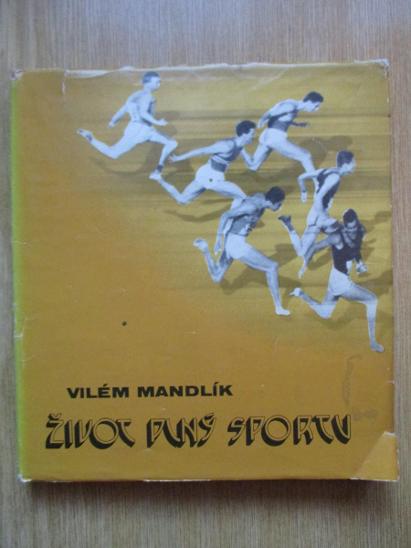 VILÉM MANDLÍK
ŽIVOT PLNÝ SPORTU